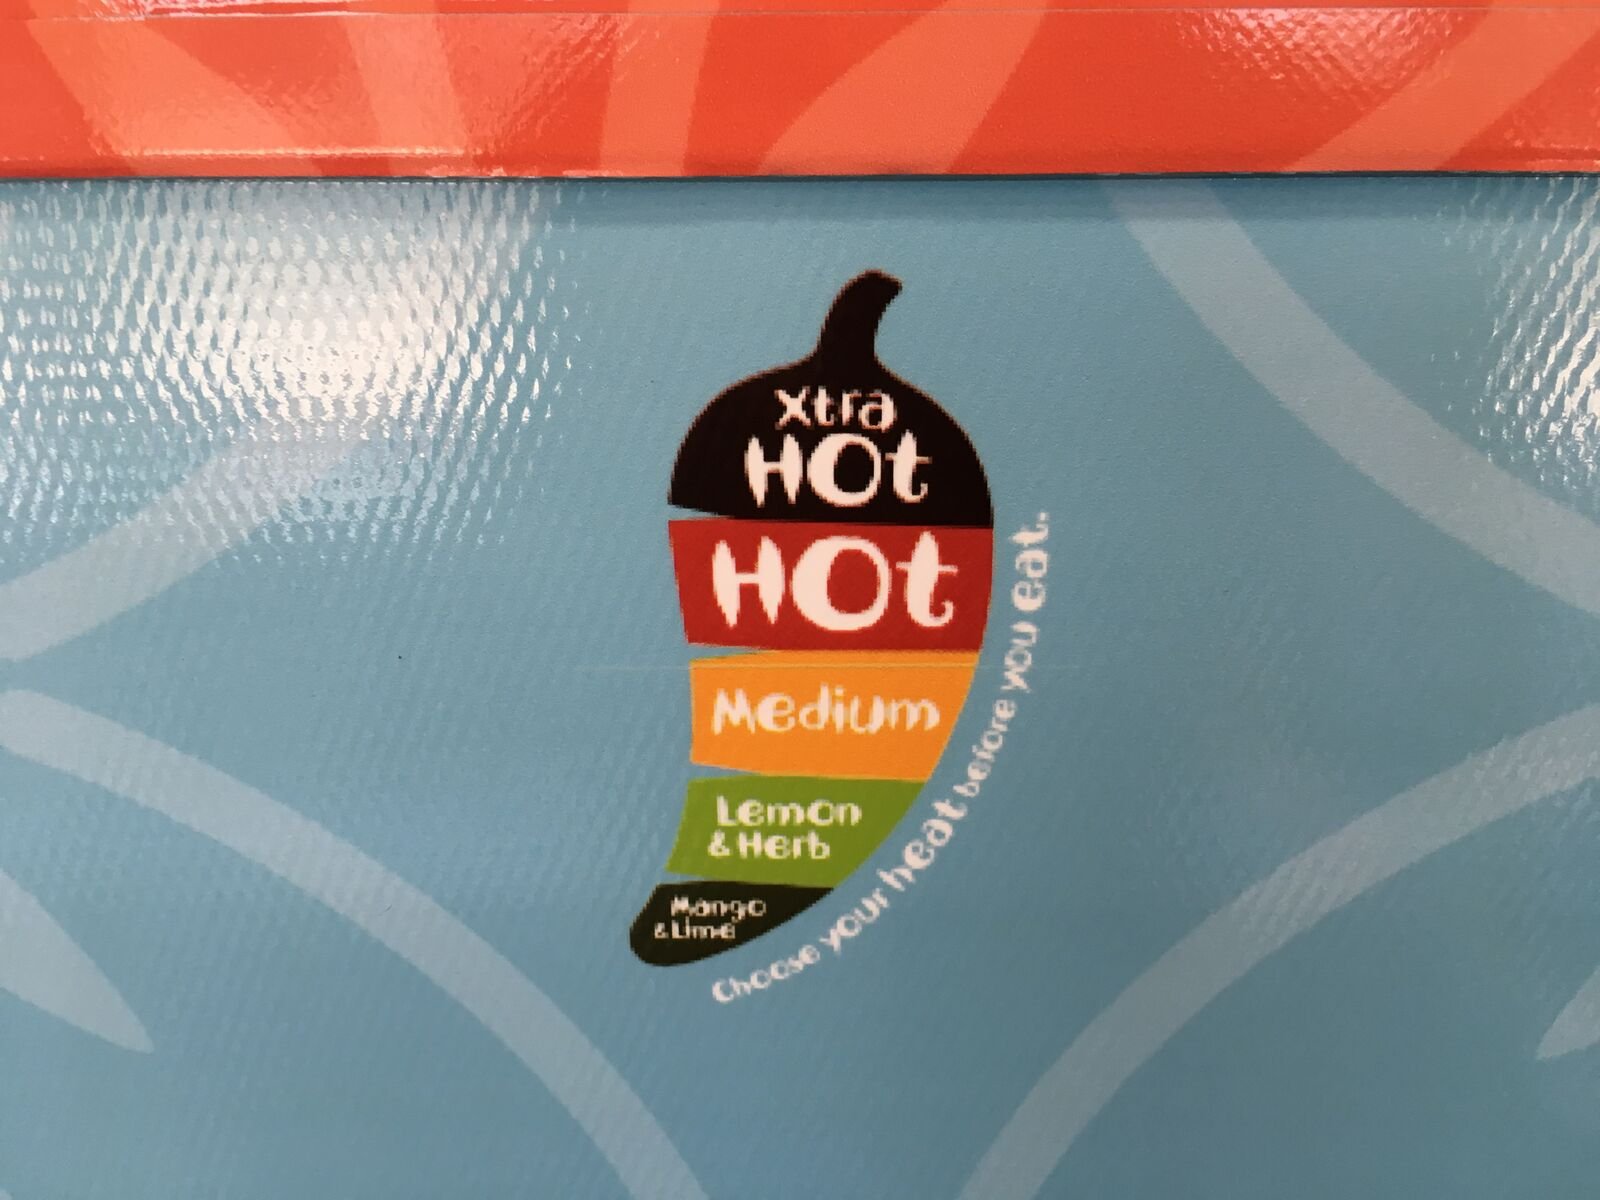 Xtra
Hot
Hot
Medium
Lemon
& Herb
Mango
& Lime
Choose your heat before you eat.